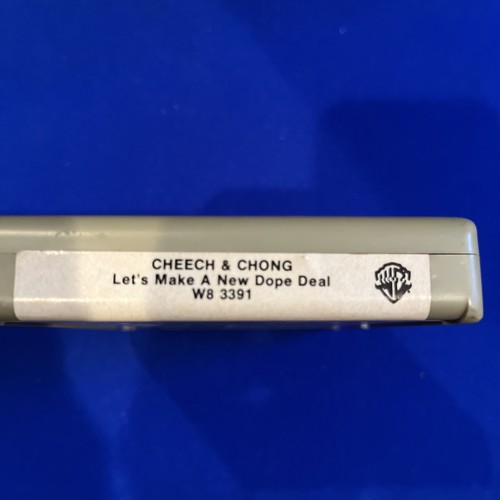 CHEECH & CHONG
Let's Make A New Dope Deal
W8 3391